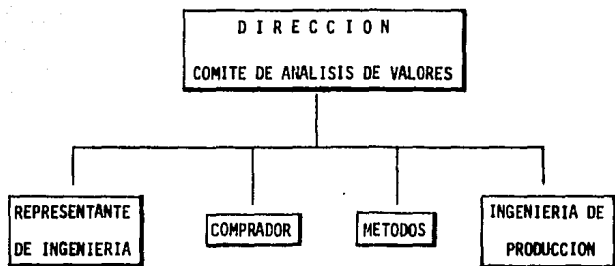 D I R E C C I O N
COMITE DE ANALISIS DE VALORES
REPRESENTANTE
DE INGENIERIA
COMPRADOR
METODOS
INGENIERIA DE
PRODUCCION